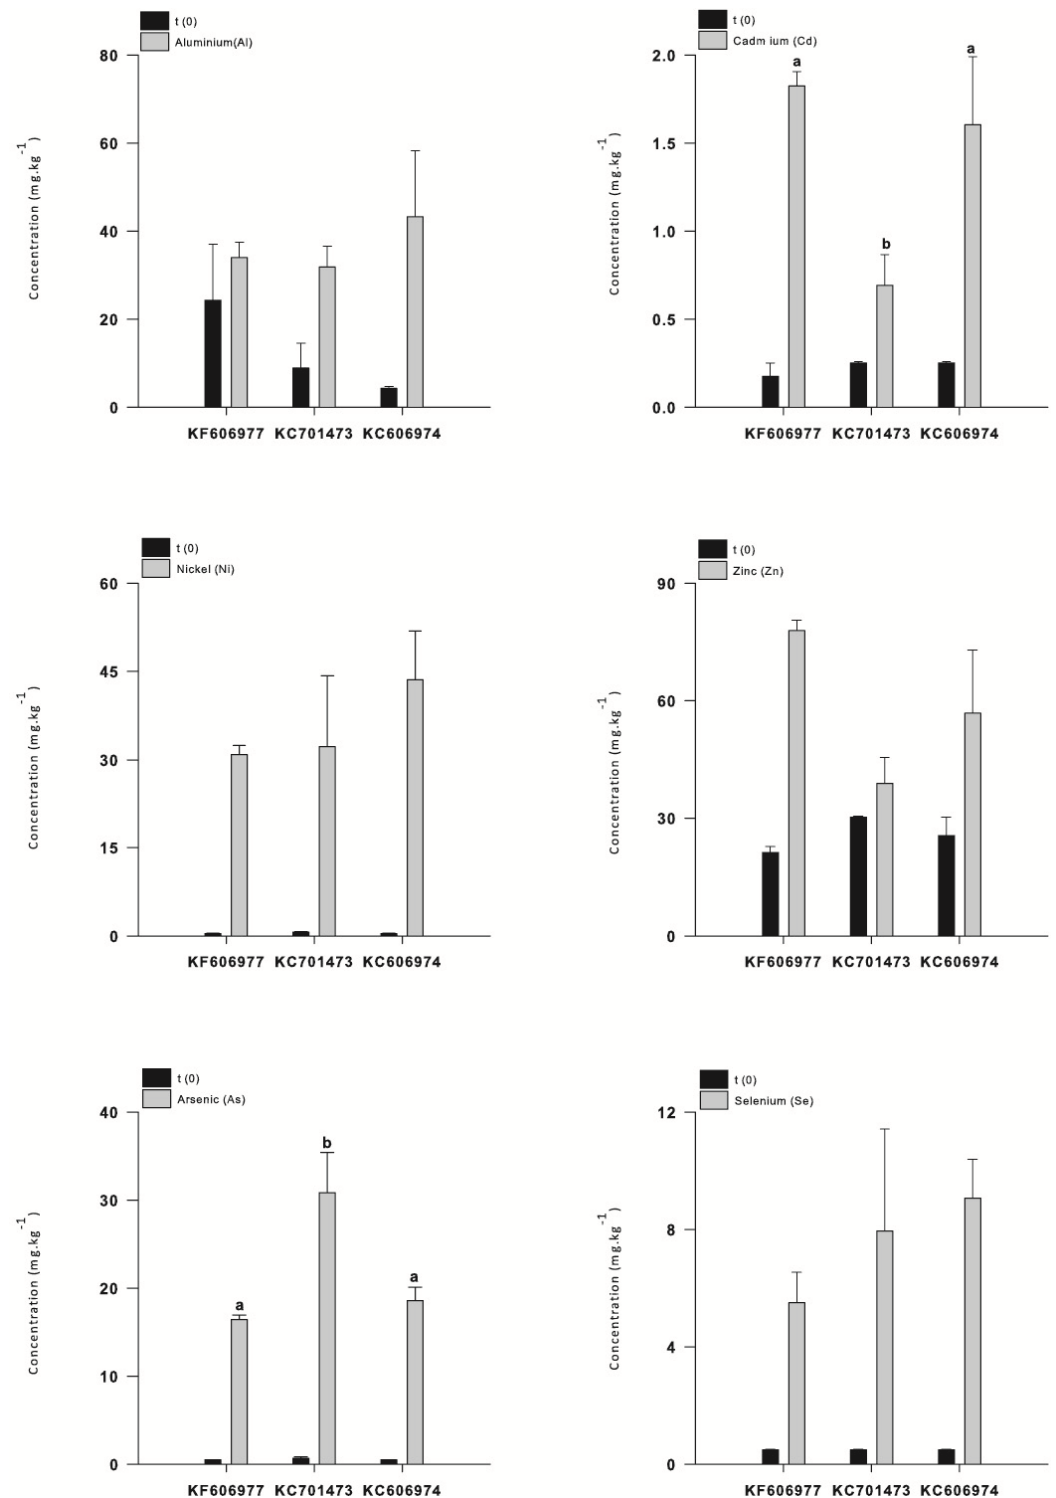 t (0)
Aluminium(Al)
80
60
40
20
0
Concentration (mg.kg⁻¹)
KF606977 KC701473 KC606974
t (0)
Cadm ium (Cd)
2.0
1.5
1.0
0.5
0.0
a
b
a
Concentration (mg.kg⁻¹)
KF606977 KC701473 KC606974
t (0)
Nickel (Ni)
60
45
30
15
0
Concentration (mg.kg⁻¹)
KF606977 KC701473 KC606974
t (0)
Zinc (Zn)
90
60
30
0
Concentration (mg.kg⁻¹)
KF606977 KC701473 KC606974
t (0)
Arsenic (As)
40
30
20
10
0
a
b
a
Concentration (mg.kg⁻¹)
KF606977 KC701473 KC606974
t (0)
Selenium (Se)
12
8
4
0
Concentration (mg.kg⁻¹)
KF606977 KC701473 KC606974